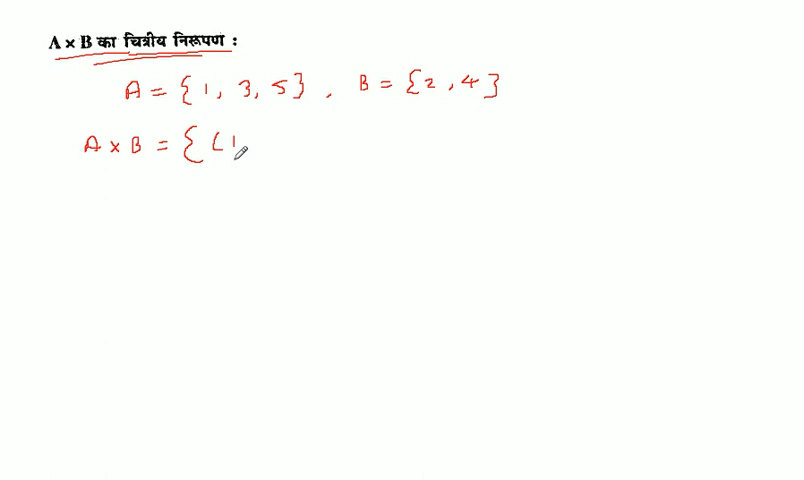 A × B का चित्रीय निरूपण :
A = { 1, 3, 5 } , B = { 2, 4 }
A × B = { ( 1,